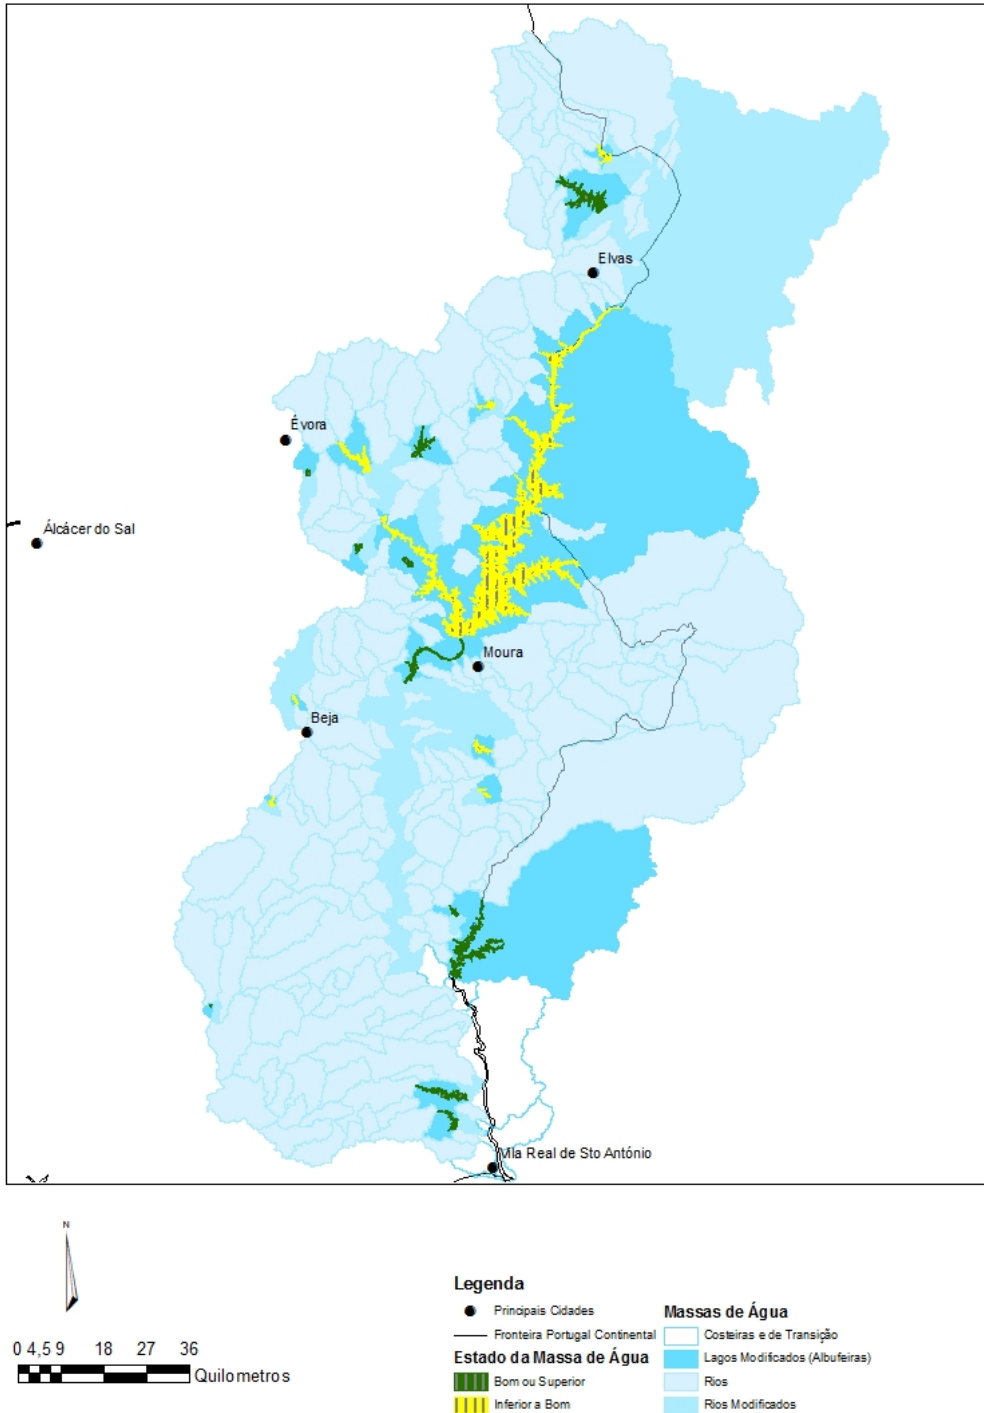 Elvas
Évora
Álcácer do Sal
Moura
Beja
Vila Real de Sto António
N
0 4,5 9 18 27 36
Quilometros
Legenda
Principais Cidades
Fronteira Portugal Continental
Estado da Massa de Água
Bom ou Superior
Inferior a Bom
Massas de Água
Costeiras e de Transição
Lagos Modificados (Albufeiras)
Rios
Rios Modificados